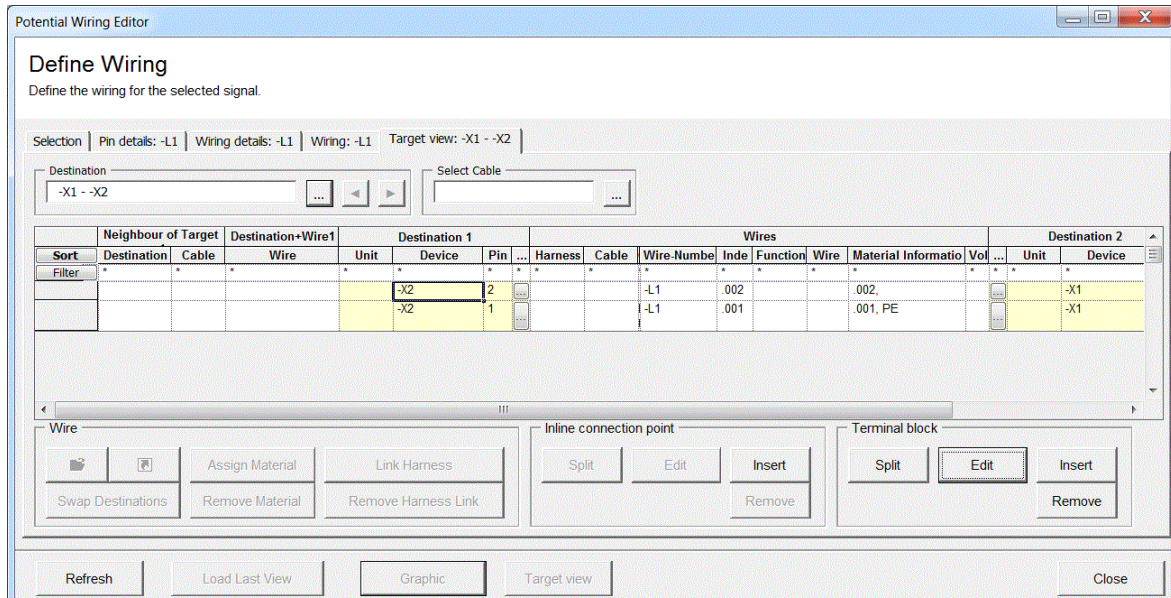 Potential Wiring Editor
Define Wiring
Define the wiring for the selected signal.
Selection Pin details: -L1 Wiring details: -L1 Wiring: -L1 Target view: -X1 - -X2
Destination Select Cable
-X1 - -X2 ... ...
Neighbour of Target Destination+Wire1 Destination 1 Wires Destination 2
Sort Destination Cable Wire Unit Device Pin ... Harness Cable Wire-Numbe Inde Function Wire Material Informatio Vol ... Unit Device
Filter * * * * * * * * * * * * * * * * * *
-X2 2 ... -L1 .002 .002, ... -X1
-X2 1 ... -L1 .001 .001, PE ... -X1
Wire Inline connection point Terminal block
Assign Material Link Harness Split Edit Insert Split Edit Insert
Swap Destinations Remove Material Remove Harness Link Remove Remove
Refresh Load Last View Graphic Target view Close